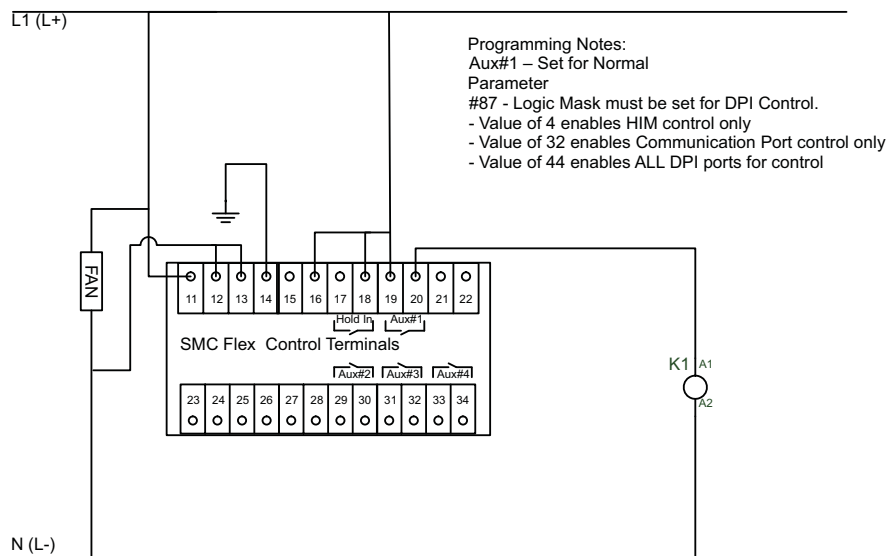 L1 (L+)
Programming Notes:
Aux#1 – Set for Normal
Parameter
#87 - Logic Mask must be set for DPI Control.
- Value of 4 enables HIM control only
- Value of 32 enables Communication Port control only
- Value of 44 enables ALL DPI ports for control
FAN
11 12 13 14 15 16 17 18 19 20 21 22
Hold In Aux#1
SMC Flex Control Terminals
K1 A1
A2
Aux#2 Aux#3 Aux#4
23 24 25 26 27 28 29 30 31 32 33 34
N (L-)